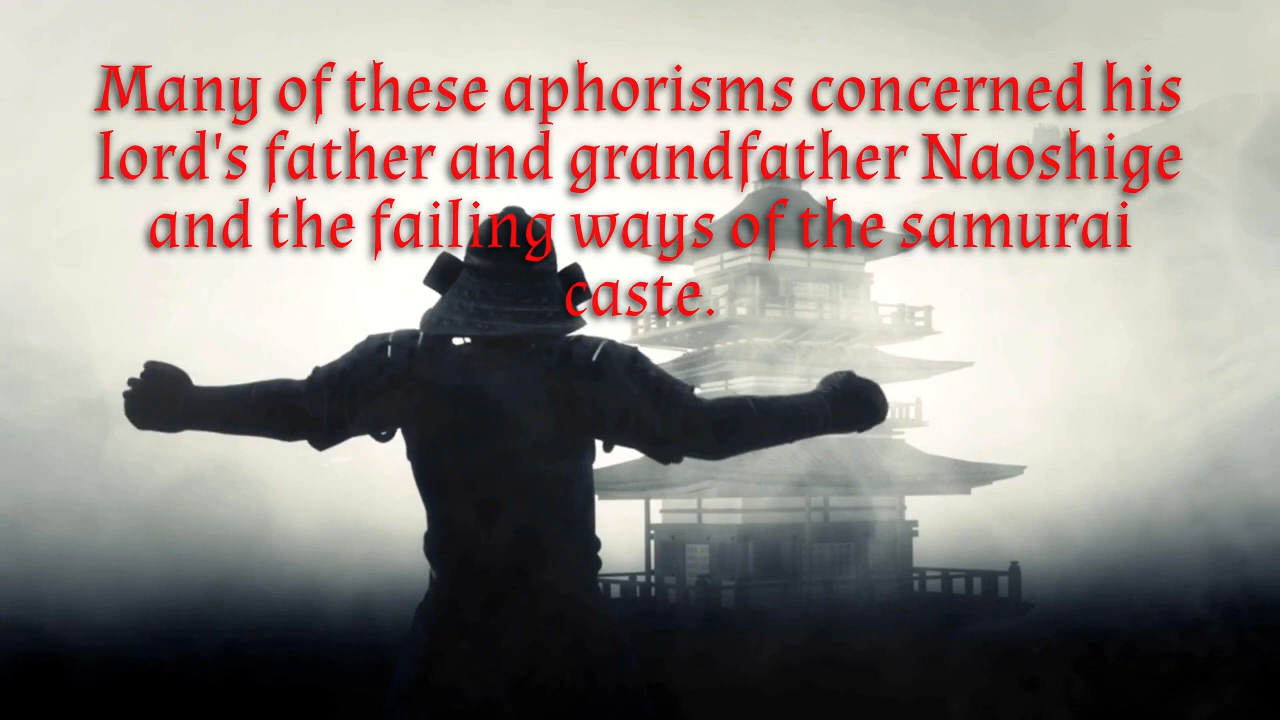 Many of these aphorisms concerned his
lord's father and grandfather Naoshige
and the failing ways of the samurai
caste.